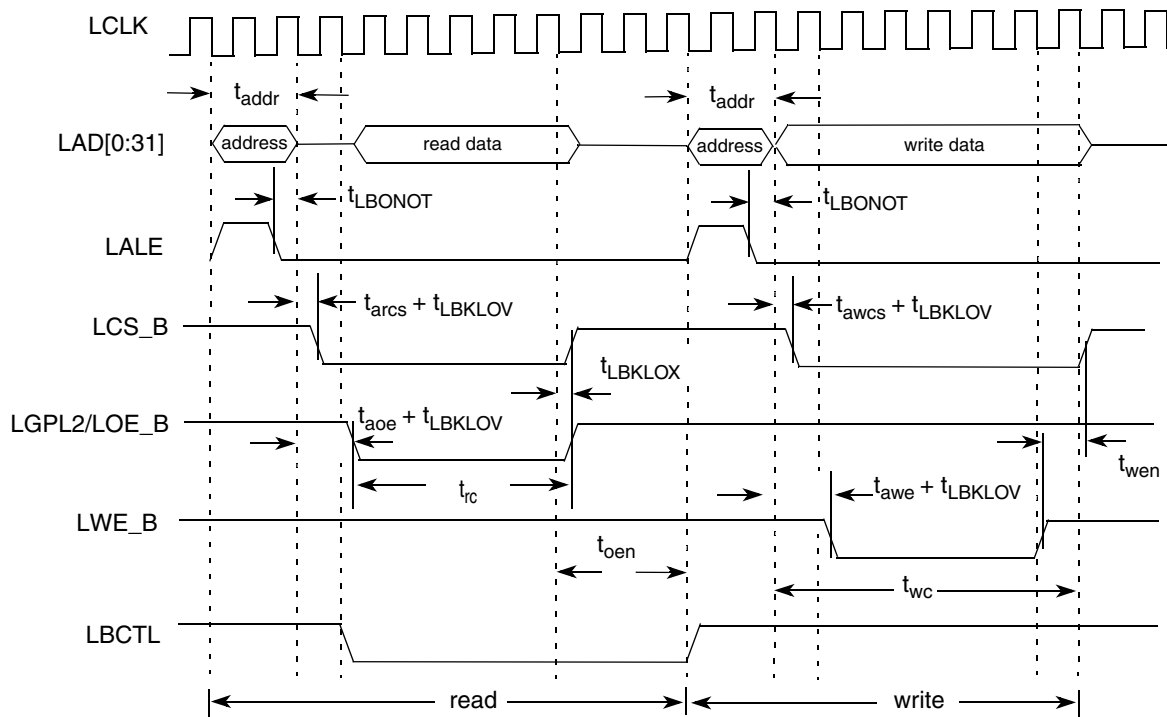 LCLK
t_addr t_addr
LAD[0:31] address read data address write data
t_LBONOT t_LBONOT
LALE
t_arcs + t_LBKLOV t_awcs + t_LBKLOV
LCS_B
t_LBKLOX
LGPL2/LOE_B t_aoe + t_LBKLOV
t_wen
t_rc t_awe + t_LBKLOV
LWE_B
t_oen
t_wc
LBCTL
read write